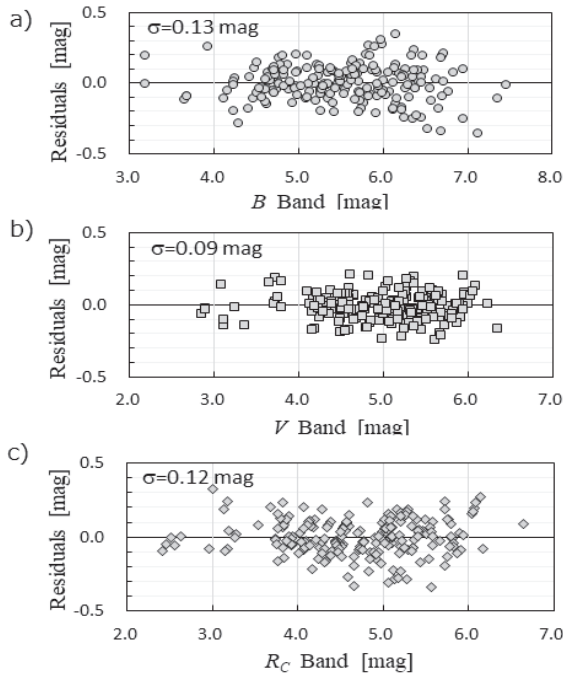 a)
σ=0.13 mag
Residuals [mag]
0.5
0.0
-0.5
3.0 4.0 5.0 6.0 7.0 8.0
B Band [mag]
b)
σ=0.09 mag
Residuals [mag]
0.5
0.0
-0.5
2.0 3.0 4.0 5.0 6.0 7.0
V Band [mag]
c)
σ=0.12 mag
Residuals [mag]
0.5
0.0
-0.5
2.0 3.0 4.0 5.0 6.0 7.0
R_C Band [mag]